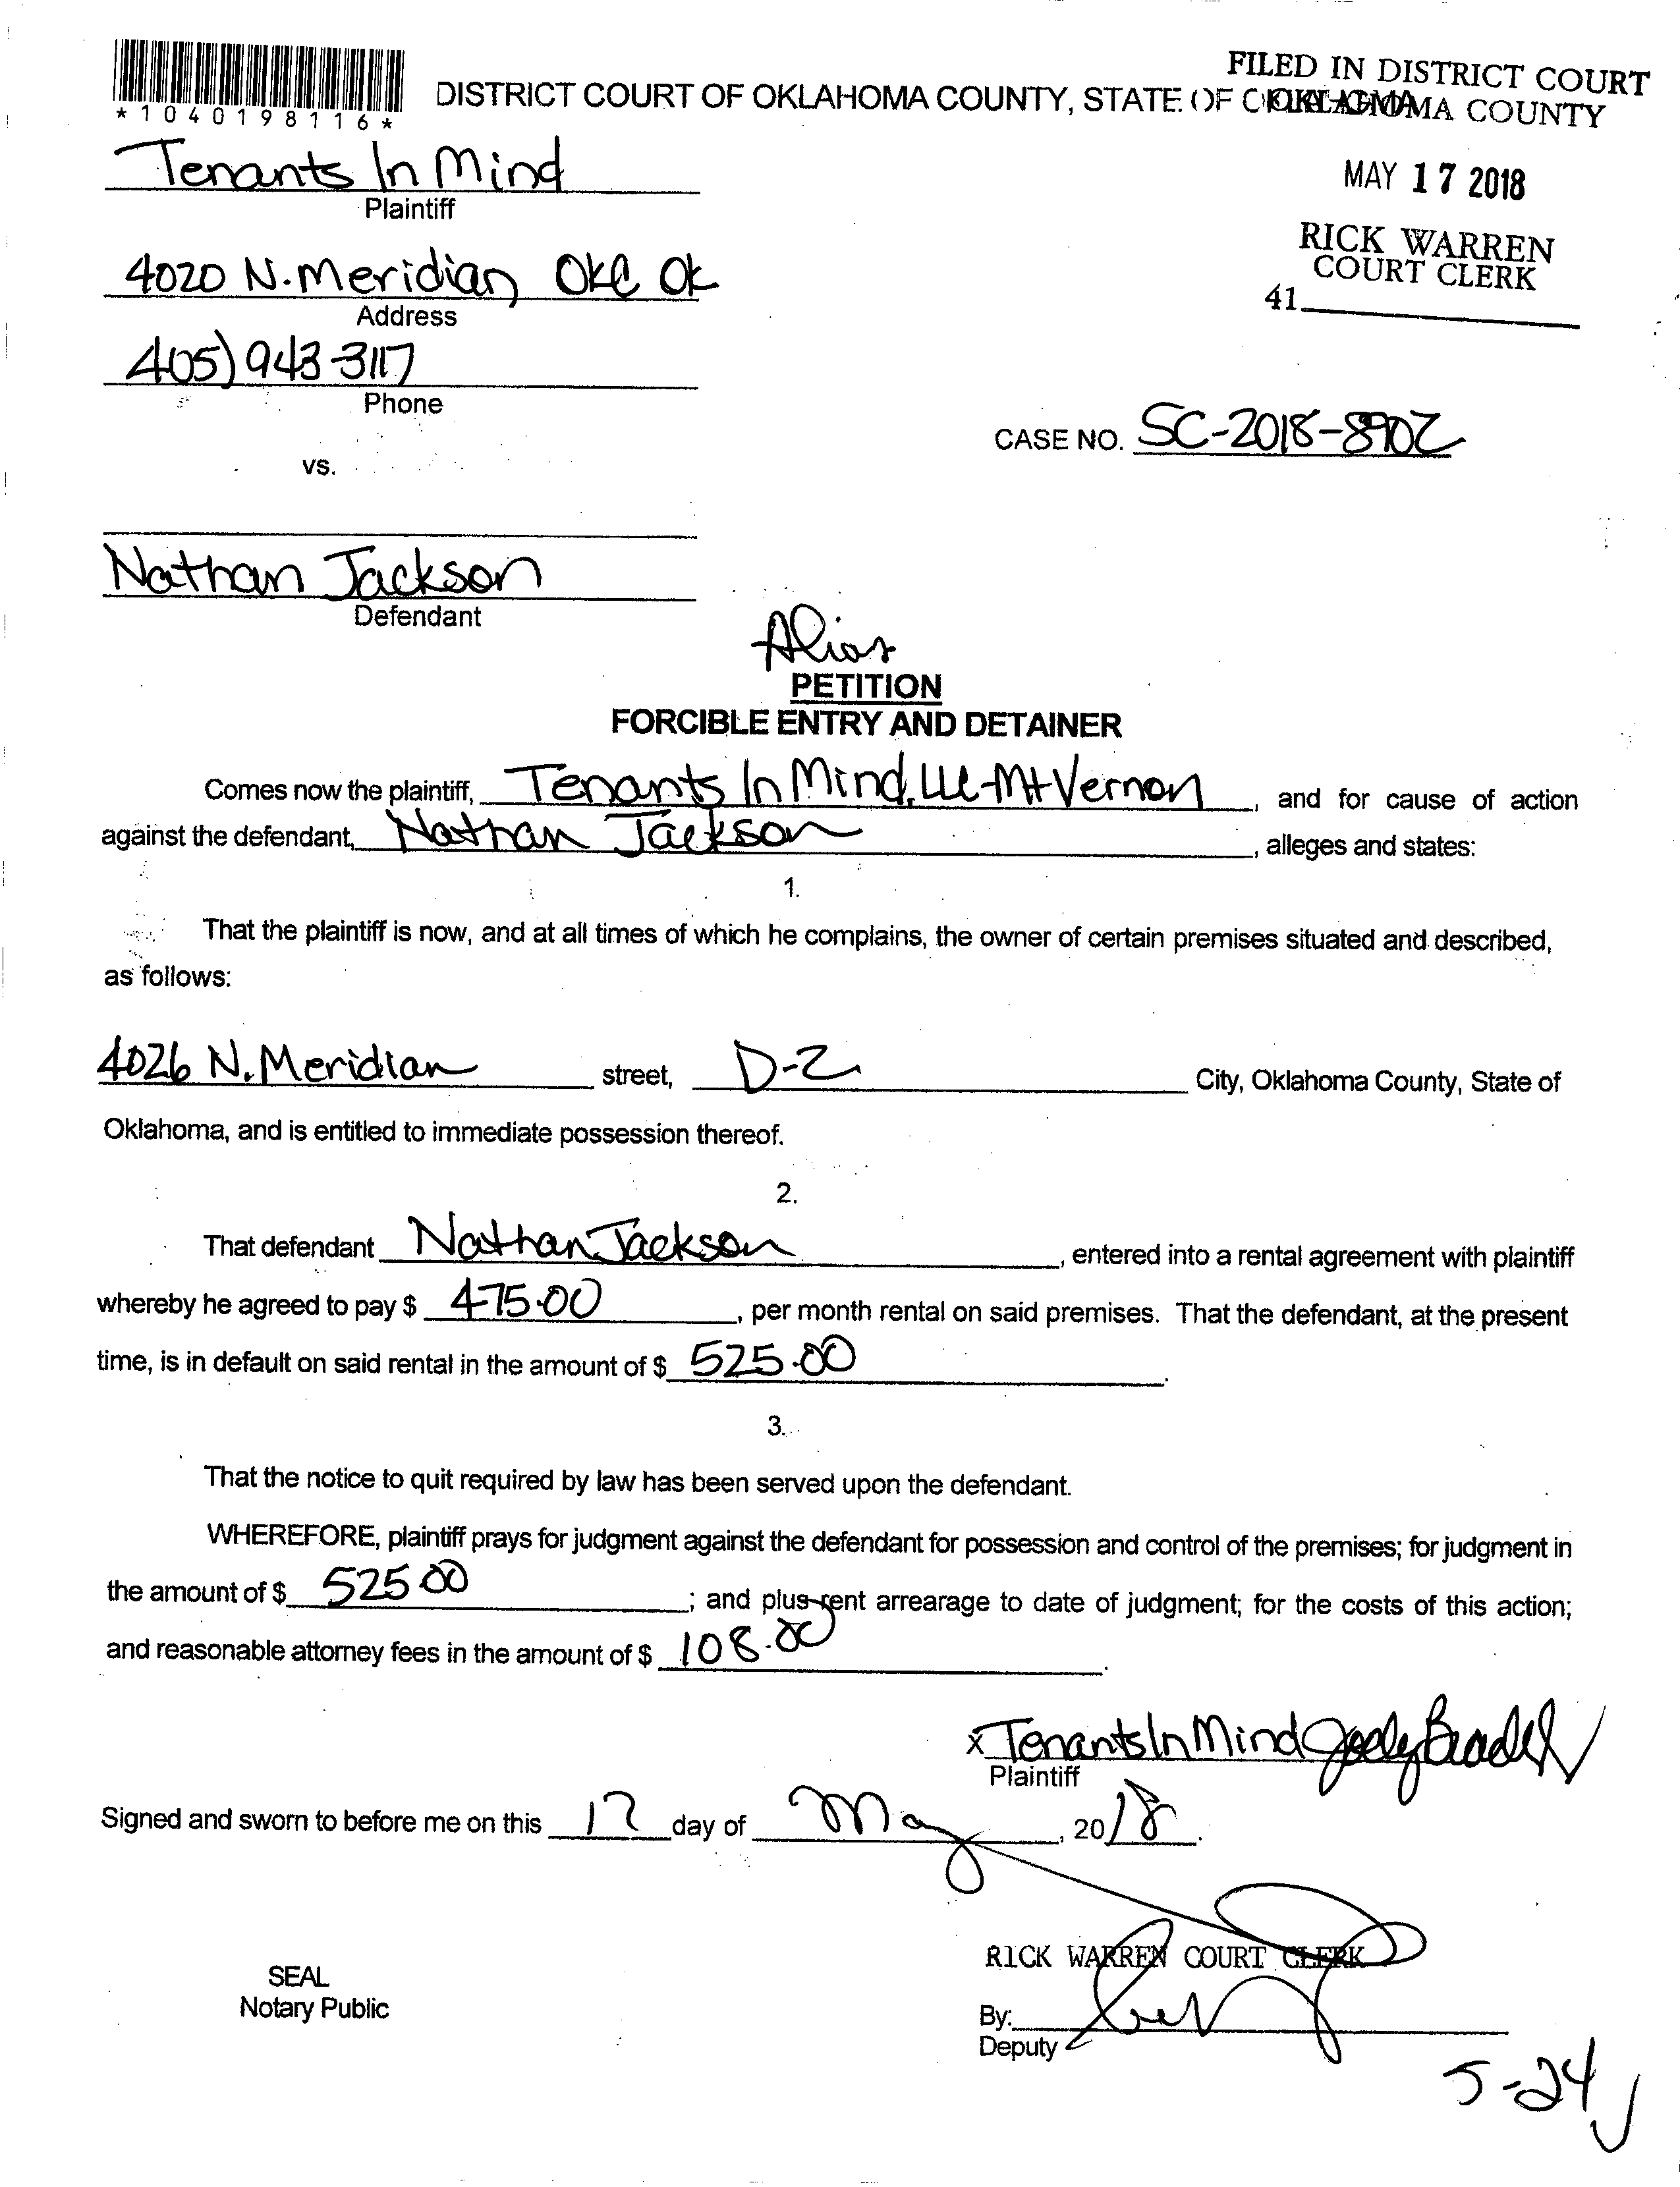 FILED IN DISTRICT COURT
OKLAHOMA COUNTY
*1040198116*
DISTRICT COURT OF OKLAHOMA COUNTY, STATE OF OKLAHOMA
MAY 17 2018
RICK WARREN
COURT CLERK
41
Tenants In Mind
Plaintiff
4020 N. Meridian OKC OK
Address
405) 943-3117
Phone
CASE NO. SC-2018-8902
vs.
Nathan Jackson
Defendant
Alias
PETITION
FORCIBLE ENTRY AND DETAINER
Comes now the plaintiff, Tenants In Mind, LLC-Mt Vernon, and for cause of action
against the defendant, Nathan Jackson, alleges and states:
1.
That the plaintiff is now, and at all times of which he complains, the owner of certain premises situated and described,
as follows:
4026 N. Meridian street, D-2 City, Oklahoma County, State of
Oklahoma, and is entitled to immediate possession thereof.
2.
That defendant Nathan Jackson, entered into a rental agreement with plaintiff
whereby he agreed to pay $ 475.00, per month rental on said premises. That the defendant, at the present
time, is in default on said rental in the amount of $ 525.00.
3.
That the notice to quit required by law has been served upon the defendant.
WHEREFORE, plaintiff prays for judgment against the defendant for possession and control of the premises; for judgment in
the amount of $ 525.00; and plus rent arrearage to date of judgment; for the costs of this action;
and reasonable attorney fees in the amount of $ 108.00.
x Tenants In Mind
Plaintiff
Signed and sworn to before me on this 17 day of May, 2018.
RICK WARREN COURT CLERK
SEAL
Notary Public
By:
Deputy
5-24